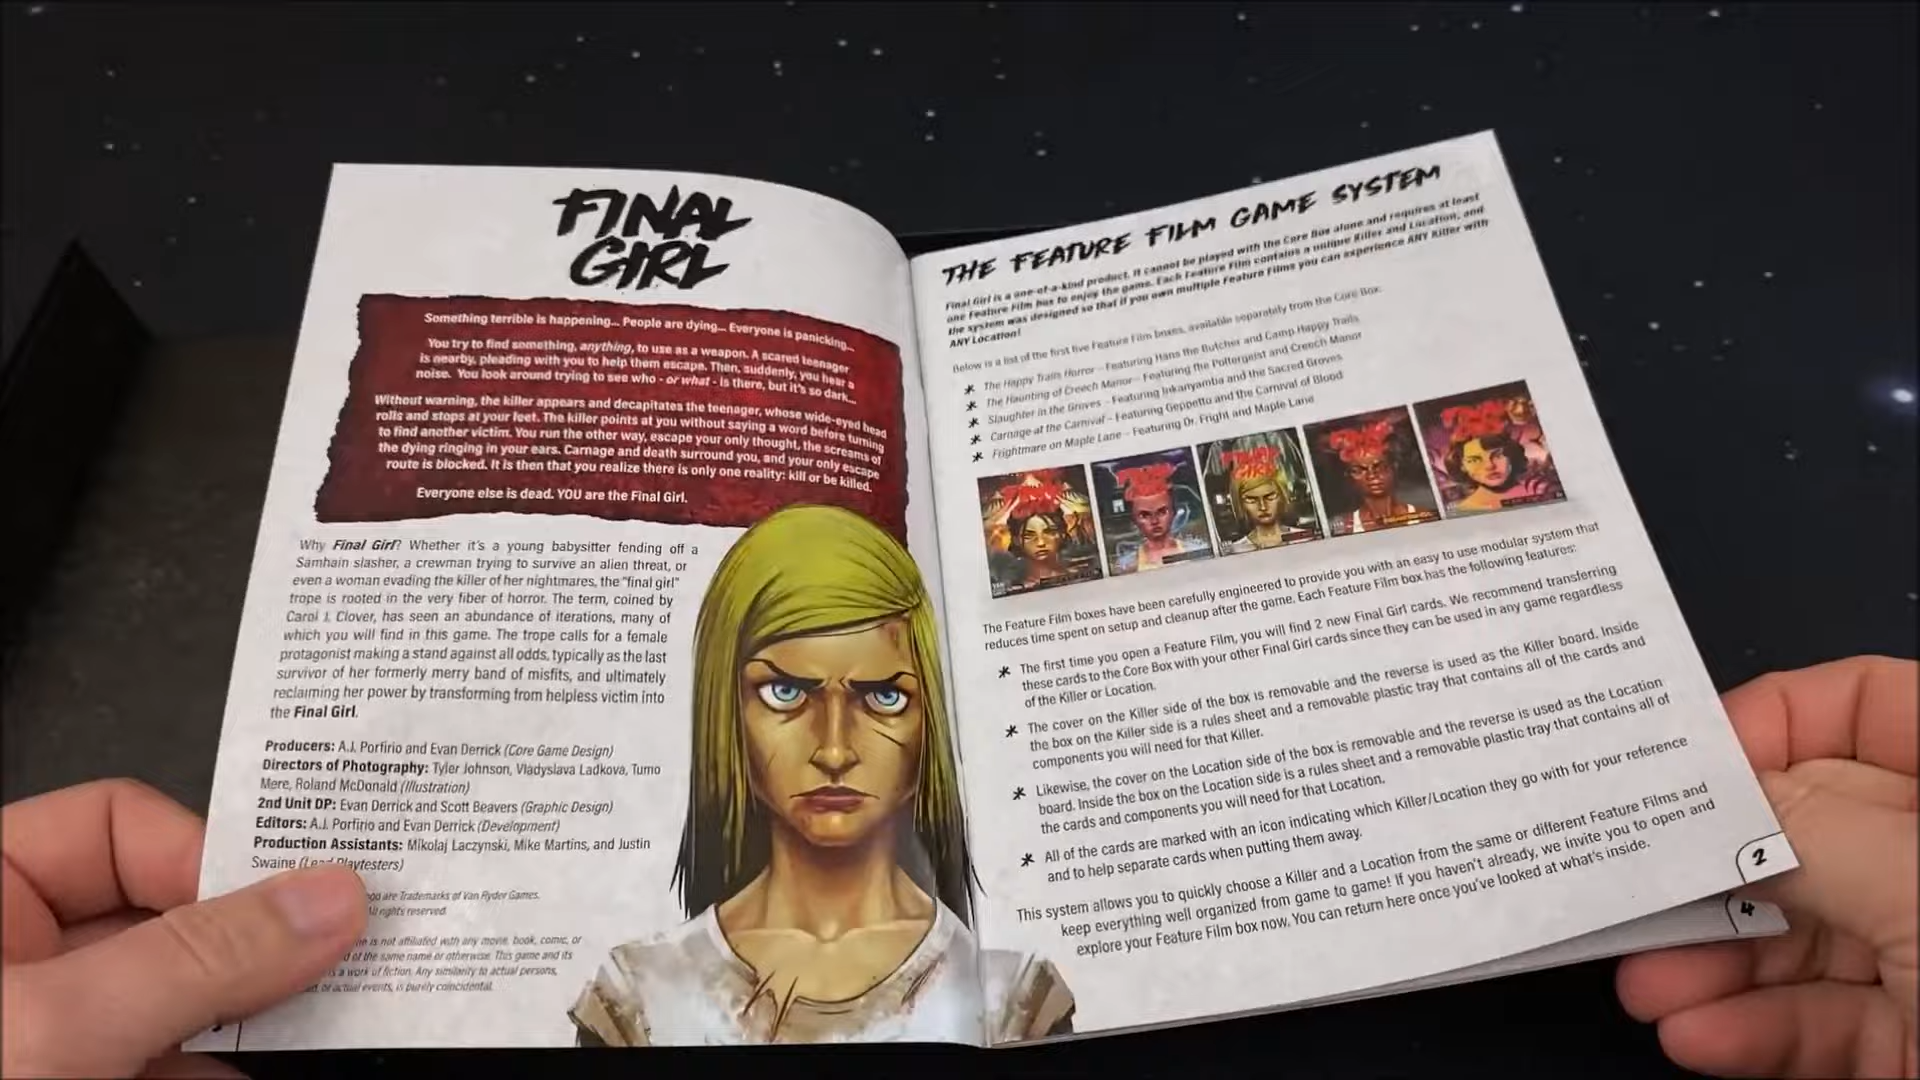 FINAL
GIRL
Something terrible is happening... People are dying... Everyone is panicking...
You try to find something, anything, to use as a weapon. A scared teenager
is nearby, pleading with you to help them escape. Then, suddenly, you hear a
noise. You look around trying to see who - or what - is there, but it's so dark...
Without warning, the killer appears and decapitates the teenager, whose wide-eyed head
rolls and stops at your feet. The killer points at you without saying a word before turning
to find another victim. You run the other way, escape your only thought, the screams of
the dying ringing in your ears. Carnage and death surround you, and your only escape
route is blocked. It is then that you realize there is only one reality: kill or be killed.
Everyone else is dead. YOU are the Final Girl.
Why Final Girl? Whether it's a young babysitter fending off a
Samhain slasher, a crewman trying to survive an alien threat, or
even a woman evading the killer of her nightmares, the "final girl"
trope is rooted in the very fiber of horror. The term, coined by
Carol J. Clover, has seen an abundance of iterations, many of
which you will find in this game. The trope calls for a female
protagonist making a stand against all odds, typically as the last
survivor of her formerly merry band of misfits, and ultimately
reclaiming her power by transforming from helpless victim into
the Final Girl.
Producers: A.J. Porfirio and Evan Derrick (Core Game Design)
Directors of Photography: Tyler Johnson, Vladyslava Ladkova, Tumo
Mere, Roland McDonald (Illustration)
2nd Unit DP: Evan Derrick and Scott Beavers (Graphic Design)
Editors: A.J. Porfirio and Evan Derrick (Development)
Production Assistants: Mikolaj Laczynski, Mike Martins, and Justin
Swaine (Lead Playtesters)
are Trademarks of Van Ryder Games.
All rights reserved.
is not affiliated with any movie, book, comic, or
of the same name or otherwise. This game and its
is a work of fiction. Any similarity to actual persons,
or actual events, is purely coincidental.
THE FEATURE FILM GAME SYSTEM
Final Girl is a one-of-a-kind product. It cannot be played with the Core Box alone and requires at least
one Feature Film box to enjoy the game. Each Feature Film contains a unique Killer and Location, and
the system was designed so that if you own multiple Feature Films you can experience ANY Killer with
ANY Location!
Below is a list of the first five Feature Film boxes, available separately from the Core Box:
* The Happy Trails Horror - Featuring Hans the Butcher and Camp Happy Trails
* The Haunting of Creech Manor - Featuring the Poltergeist and Creech Manor
* Slaughter in the Groves - Featuring Inkanyamba and the Sacred Groves
* Carnage at the Carnival - Featuring Geppetto and the Carnival of Blood
* Frightmare on Maple Lane - Featuring Dr. Fright and Maple Lane
The Feature Film boxes have been carefully engineered to provide you with an easy to use modular system that
reduces time spent on setup and cleanup after the game. Each Feature Film box has the following features:
* The first time you open a Feature Film, you will find 2 new Final Girl cards. We recommend transferring
these cards to the Core Box with your other Final Girl cards since they can be used in any game regardless
of the Killer or Location.
* The cover on the Killer side of the box is removable and the reverse is used as the Killer board. Inside
the box on the Killer side is a rules sheet and a removable plastic tray that contains all of the cards and
components you will need for that Killer.
* Likewise, the cover on the Location side of the box is removable and the reverse is used as the Location
board. Inside the box on the Location side is a rules sheet and a removable plastic tray that contains all of
the cards and components you will need for that Location.
* All of the cards are marked with an icon indicating which Killer/Location they go with for your reference
and to help separate cards when putting them away.
This system allows you to quickly choose a Killer and a Location from the same or different Feature Films and
keep everything well organized from game to game! If you haven't already, we invite you to open and
explore your Feature Film box now. You can return here once you've looked at what's inside.
2
4